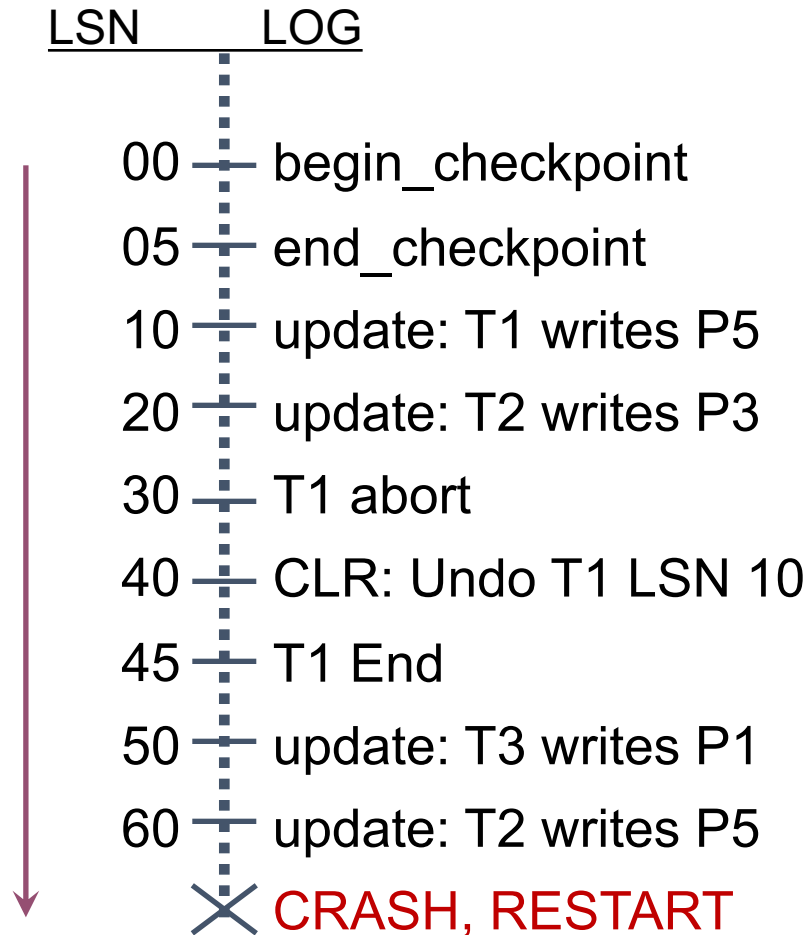 LSN LOG
00 begin_checkpoint
05 end_checkpoint
10 update: T1 writes P5
20 update: T2 writes P3
30 T1 abort
40 CLR: Undo T1 LSN 10
45 T1 End
50 update: T3 writes P1
60 update: T2 writes P5
CRASH, RESTART